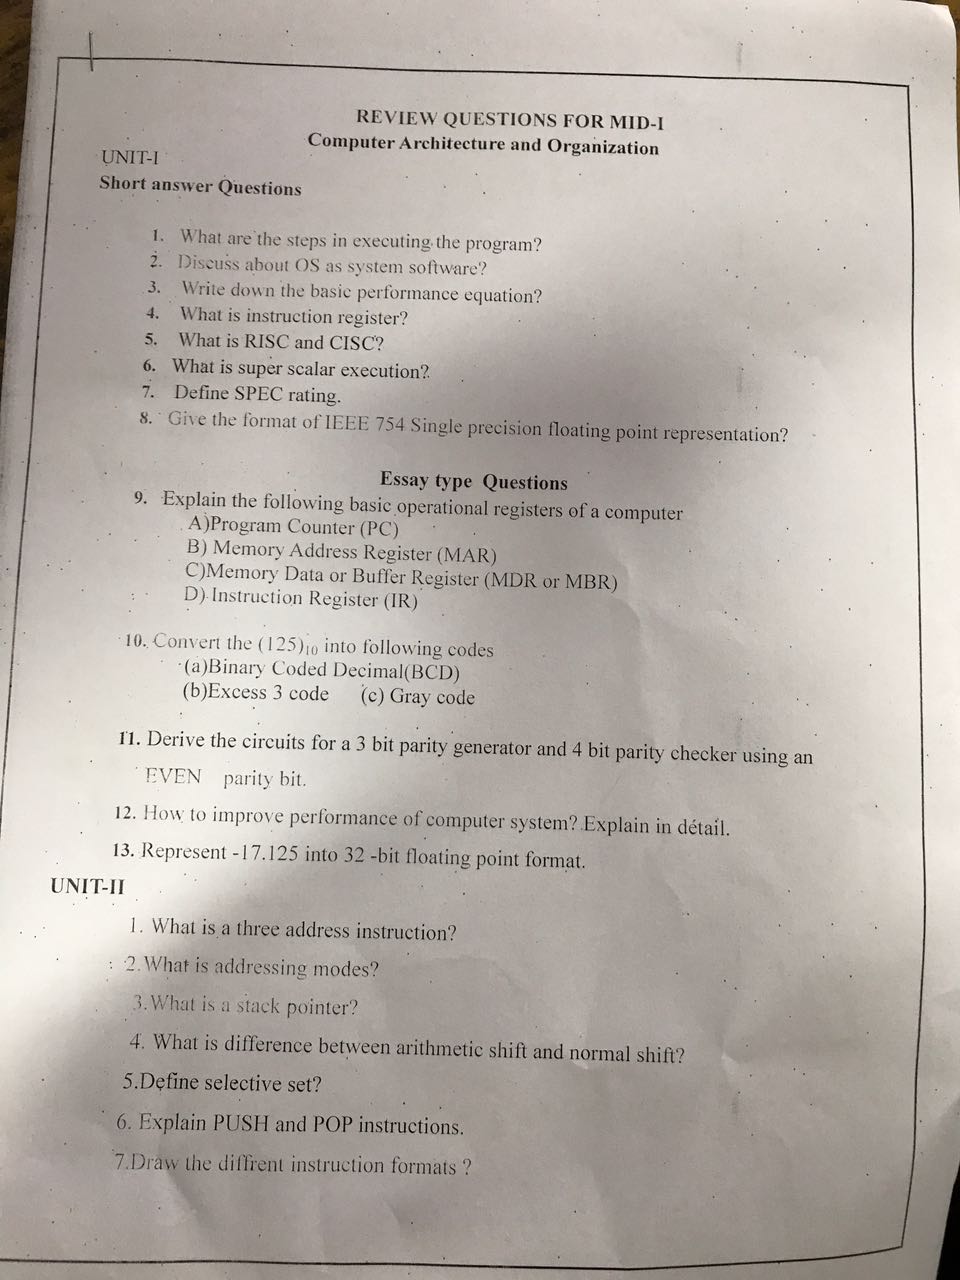 REVIEW QUESTIONS FOR MID-I
Computer Architecture and Organization
UNIT-I
Short answer Questions
1. What are the steps in executing the program?
2. Discuss about OS as system software?
3. Write down the basic performance equation?
4. What is instruction register?
5. What is RISC and CISC?
6. What is super scalar execution?
7. Define SPEC rating.
8. Give the format of IEEE 754 Single precision floating point representation?
Essay type Questions
9. Explain the following basic operational registers of a computer
A)Program Counter (PC)
B) Memory Address Register (MAR)
C)Memory Data or Buffer Register (MDR or MBR)
D) Instruction Register (IR)
10. Convert the (125)₁₀ into following codes
(a)Binary Coded Decimal(BCD)
(b)Excess 3 code (c) Gray code
11. Derive the circuits for a 3 bit parity generator and 4 bit parity checker using an
EVEN parity bit.
12. How to improve performance of computer system? Explain in detail.
13. Represent -17.125 into 32 -bit floating point format.
UNIT-II
1. What is a three address instruction?
2.What is addressing modes?
3.What is a stack pointer?
4. What is difference between arithmetic shift and normal shift?
5.Define selective set?
6. Explain PUSH and POP instructions.
7.Draw the diffrent instruction formats ?